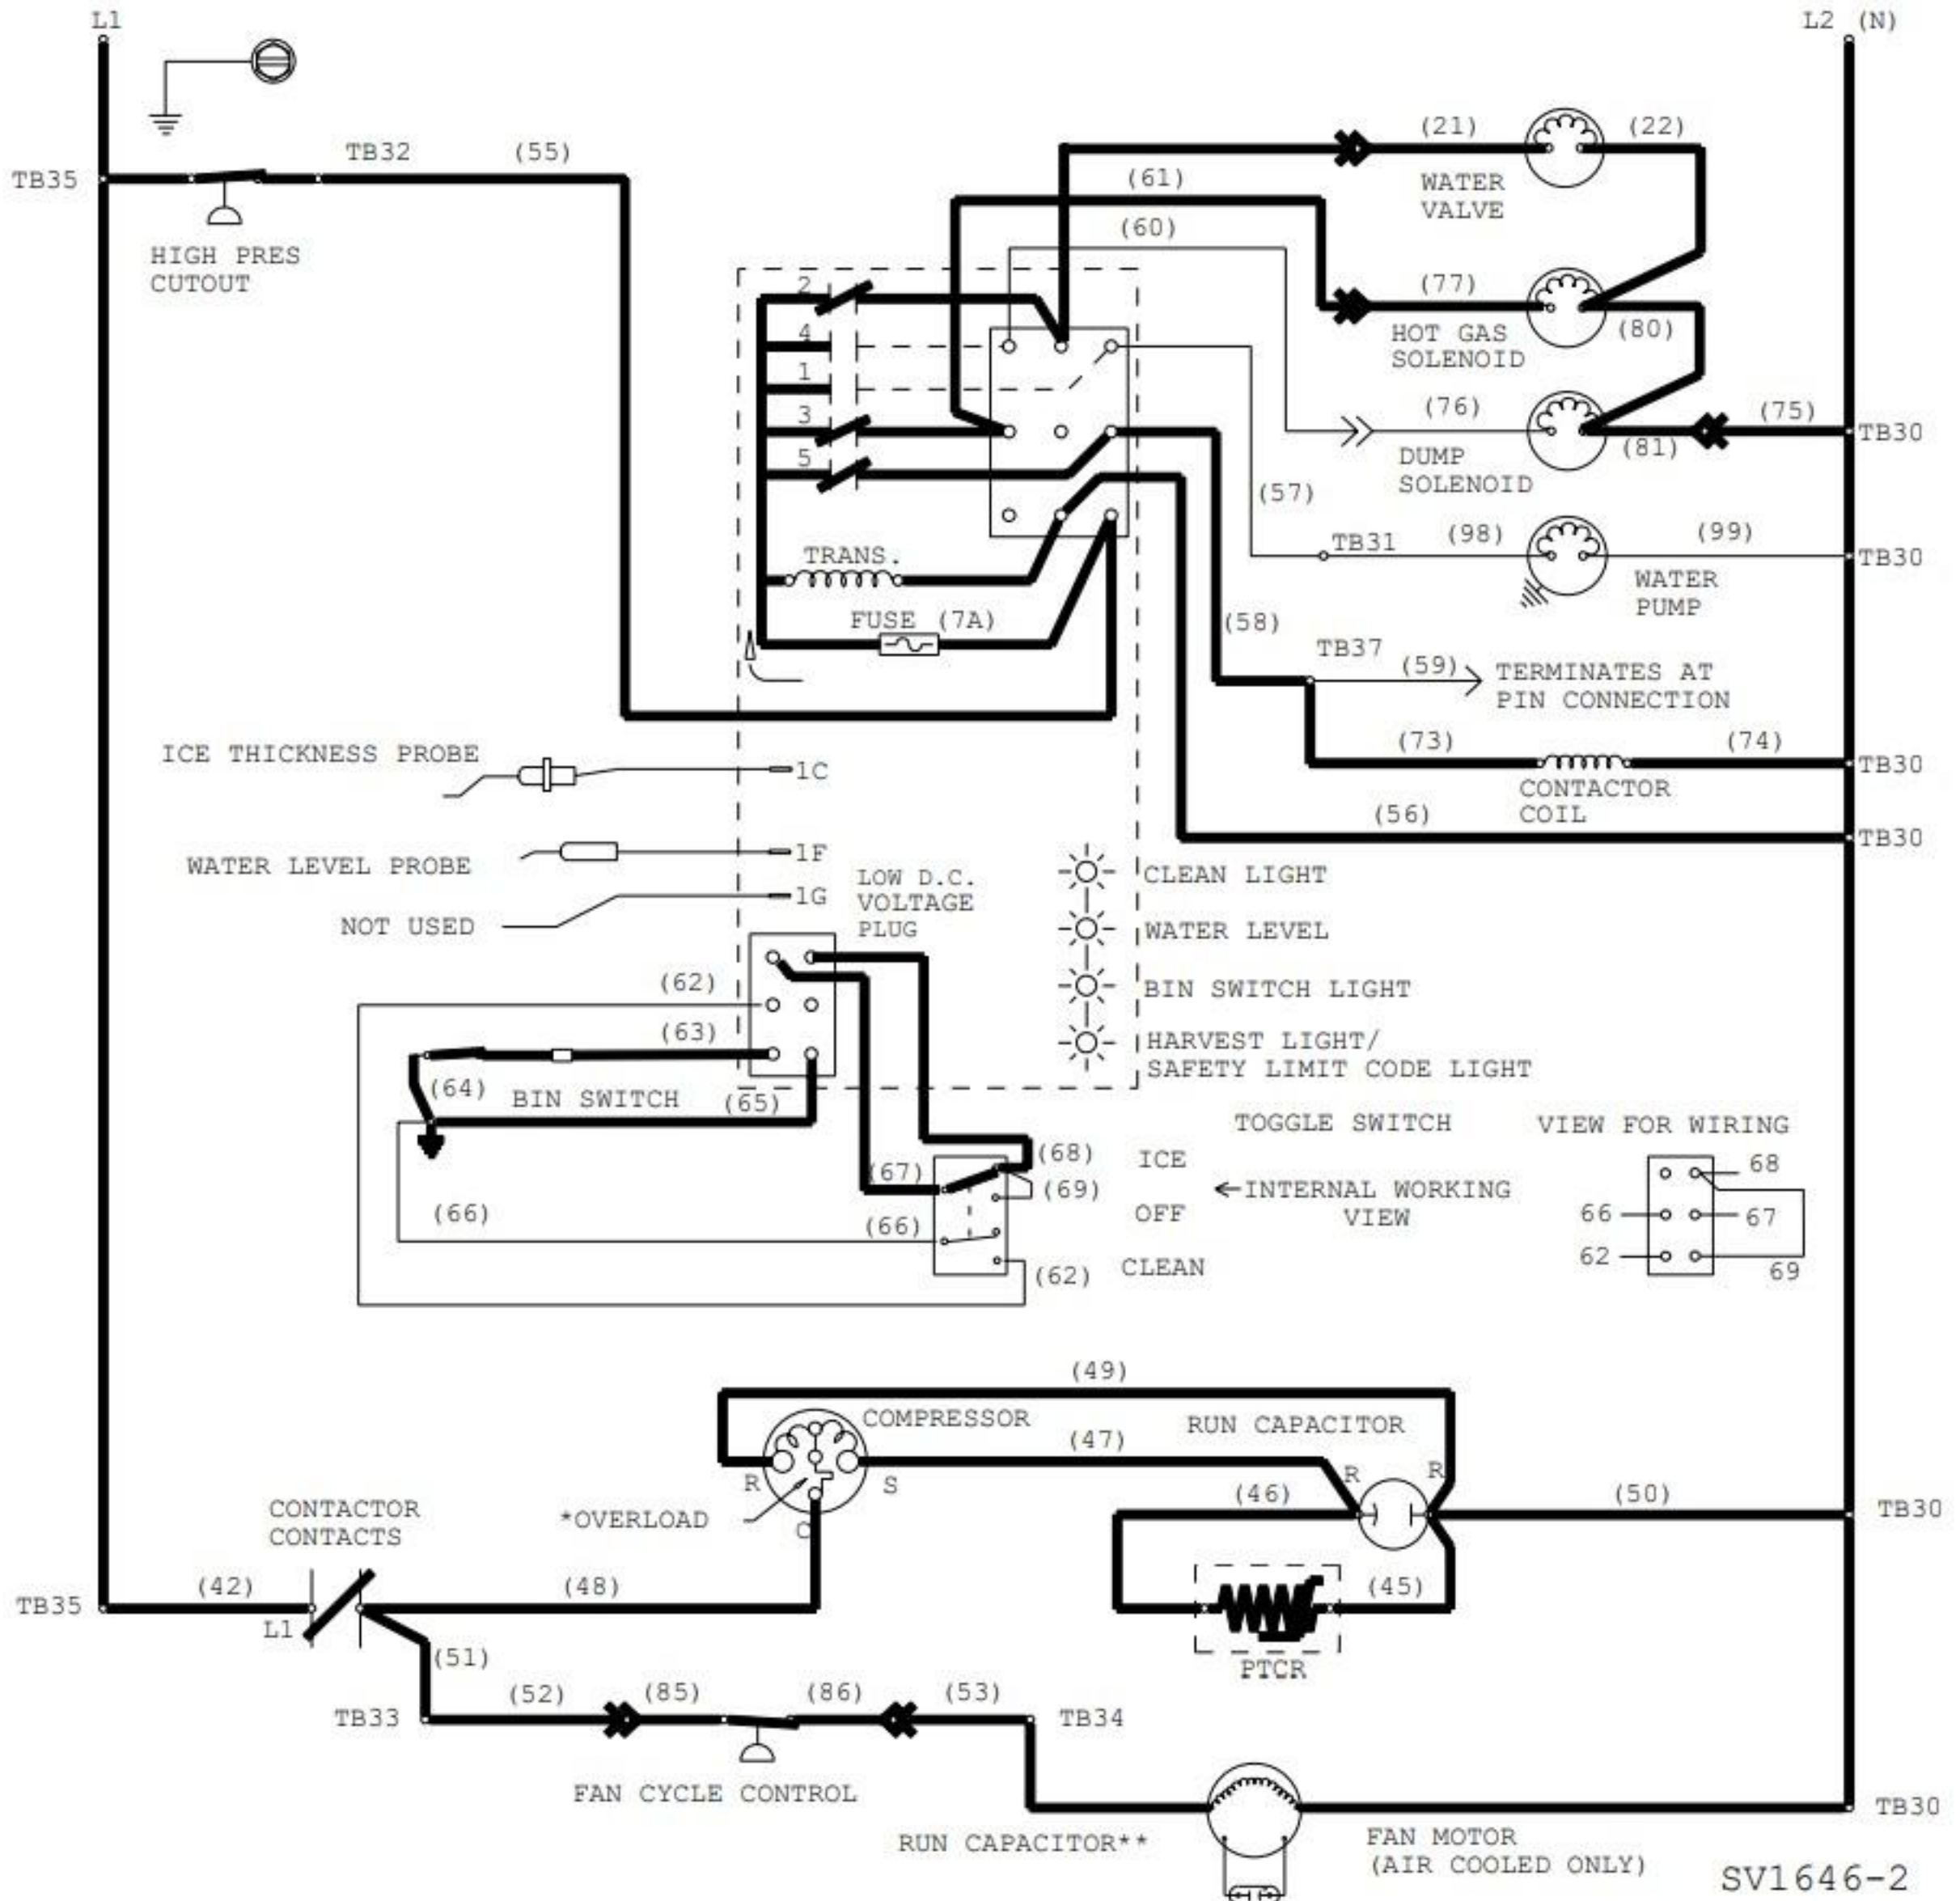 L1
L2 (N)
TB35
TB32
(55)
HIGH PRES
CUTOUT
(21)
(22)
WATER
VALVE
(61)
(60)
(77)
HOT GAS
SOLENOID
(80)
2
4
1
3
5
(76)
(75)
TB30
DUMP
SOLENOID
(81)
(57)
TRANS.
TB31
(98)
(99)
TB30
WATER
PUMP
FUSE (7A)
(58)
TB37
(59)
TERMINATES AT
PIN CONNECTION
(73)
(74)
TB30
CONTACTOR
COIL
ICE THICKNESS PROBE
1C
(56)
TB30
WATER LEVEL PROBE
1F
NOT USED
1G
LOW D.C.
VOLTAGE
PLUG
CLEAN LIGHT
WATER LEVEL
BIN SWITCH LIGHT
HARVEST LIGHT/
SAFETY LIMIT CODE LIGHT
(62)
(63)
(64)
BIN SWITCH
(65)
TOGGLE SWITCH
VIEW FOR WIRING
(67)
(68)
ICE
(69)
INTERNAL WORKING
VIEW
OFF
(66)
(66)
(62)
CLEAN
68
66
67
62
69
(49)
COMPRESSOR
RUN CAPACITOR
(47)
R
S
*OVERLOAD
C
R
R
(46)
(50)
TB30
CONTACTOR
CONTACTS
TB35
(42)
L1
(48)
(45)
PTCR
(51)
TB33
(52)
(85)
(86)
(53)
TB34
FAN CYCLE CONTROL
TB30
RUN CAPACITOR**
FAN MOTOR
(AIR COOLED ONLY)
SV1646-2